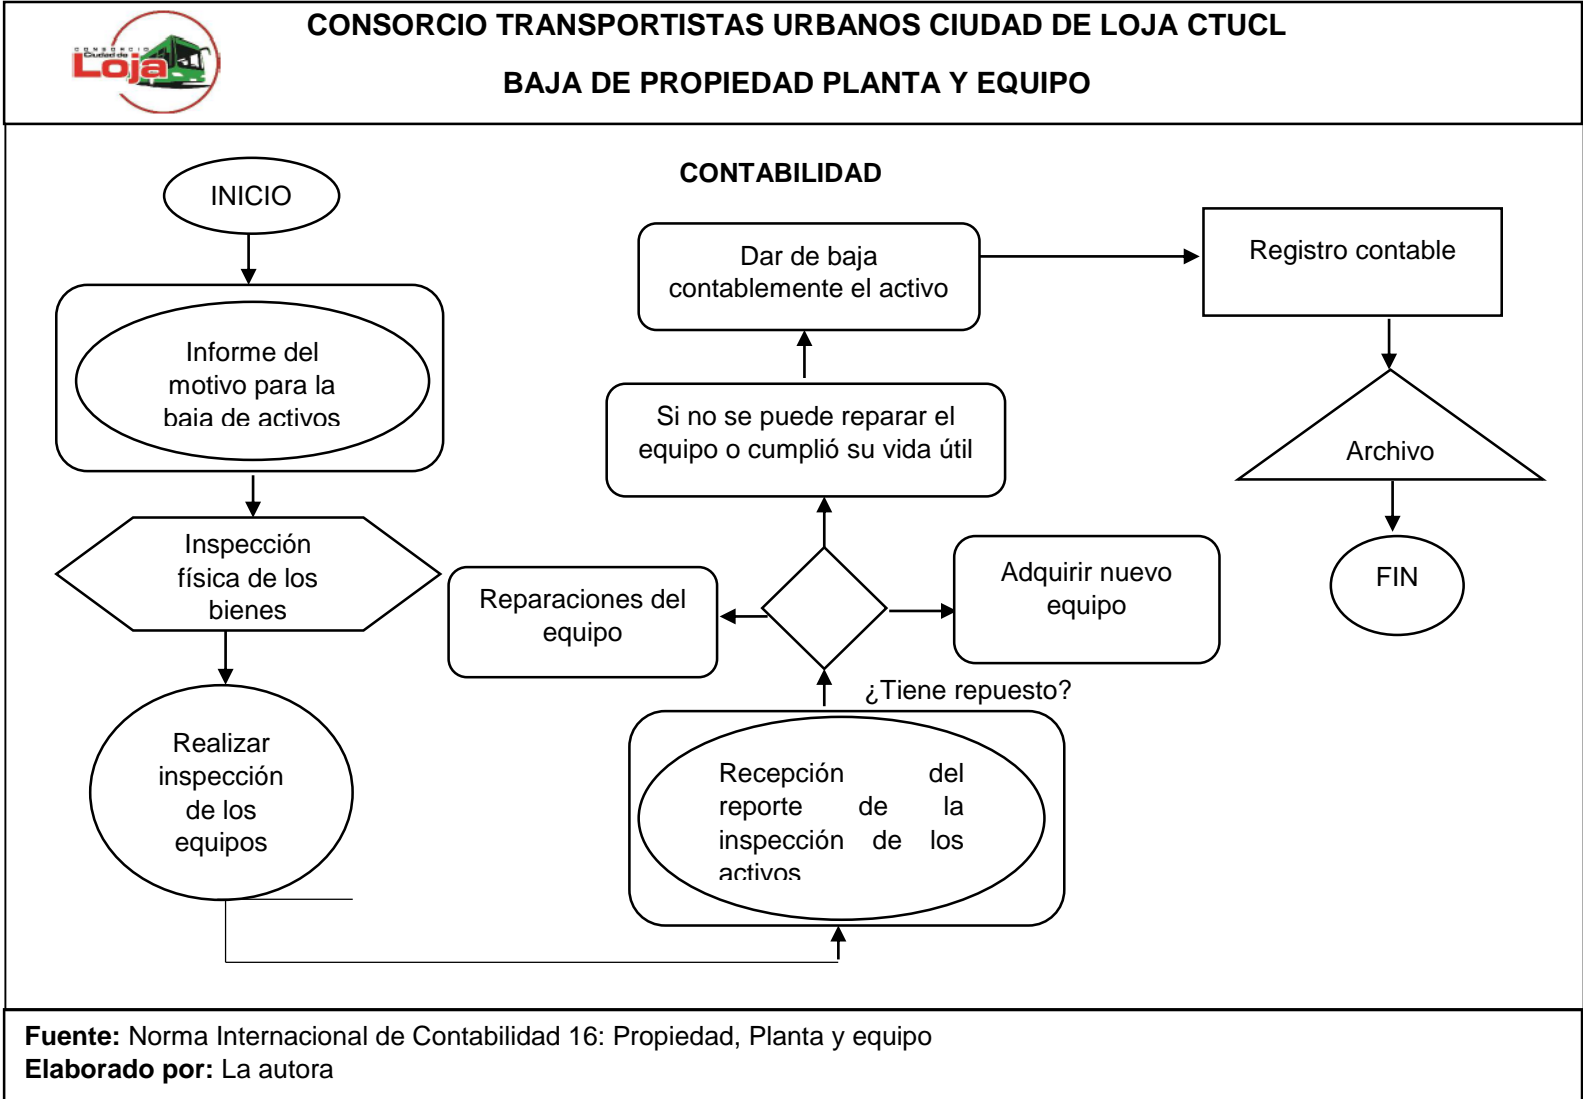 CONSORCIO TRANSPORTISTAS URBANOS CIUDAD DE LOJA CTUCL
BAJA DE PROPIEDAD PLANTA Y EQUIPO
CONSORCIO
Ciudad de
Loja
CONTABILIDAD
INICIO
Informe del
motivo para la
baja de activos
Inspección
física de los
bienes
Realizar
inspección
de los
equipos
Recepción del
reporte de la
inspección de los
activos
¿Tiene repuesto?
Reparaciones del
equipo
Adquirir nuevo
equipo
Si no se puede reparar el
equipo o cumplió su vida útil
Dar de baja
contablemente el activo
Registro contable
Archivo
FIN
Fuente: Norma Internacional de Contabilidad 16: Propiedad, Planta y equipo
Elaborado por: La autora